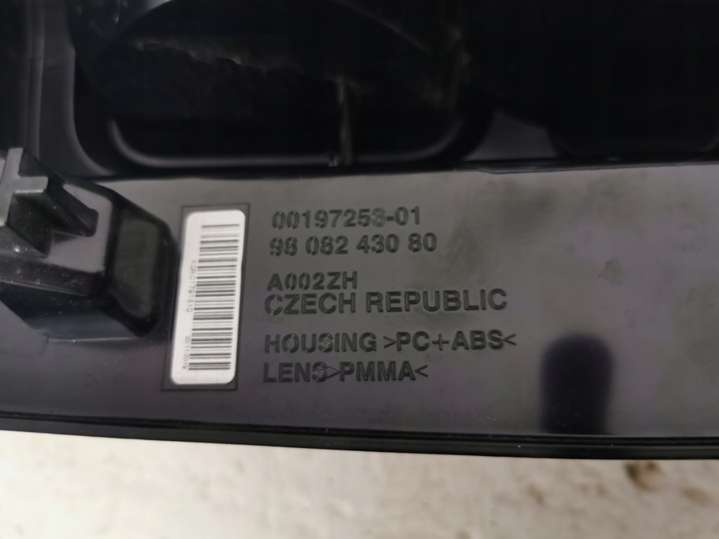 00197253-01
98 082 430 80
A002ZH
CZECH REPUBLIC
HOUSING >PC+ABS<
LENS>PMMA<